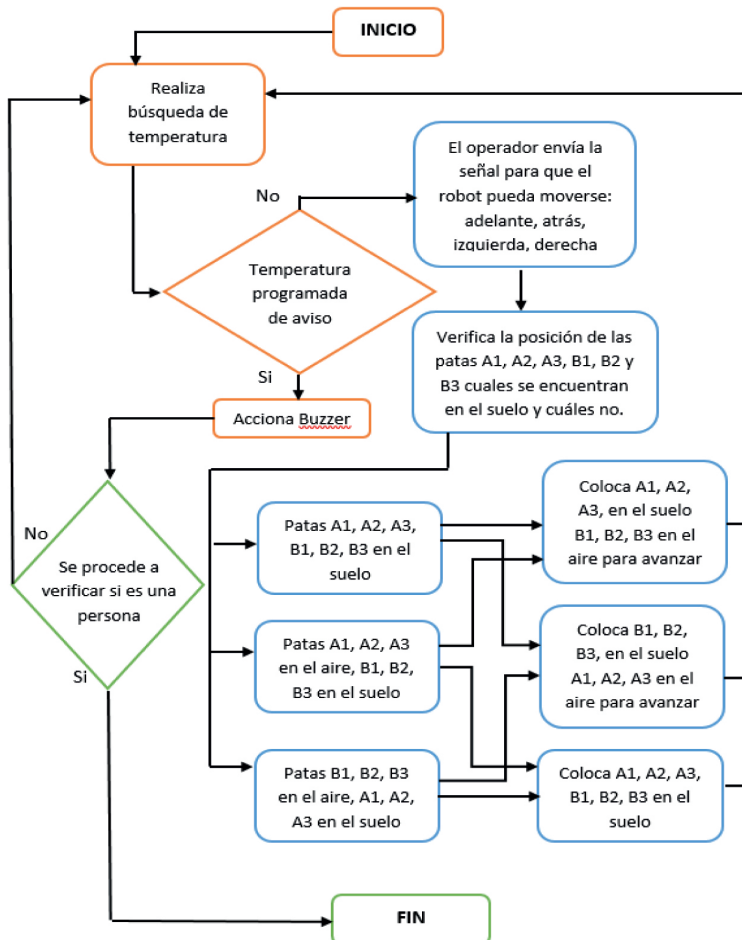 INICIO
Realiza
búsqueda de
temperatura
No
El operador envía la
señal para que el
robot pueda moverse:
adelante, atrás,
izquierda, derecha
Temperatura
programada
de aviso
Si
Verifica la posición de las
patas A1, A2, A3, B1, B2 y
B3 cuales se encuentran
en el suelo y cuáles no.
Acciona Buzzer
No
Se procede a
verificar si es una
persona
Si
Patas A1, A2, A3,
B1, B2, B3 en el
suelo
Coloca A1, A2,
A3, en el suelo
B1, B2, B3 en el
aire para avanzar
Patas A1, A2, A3
en el aire, B1, B2,
B3 en el suelo
Coloca B1, B2,
B3, en el suelo
A1, A2, A3 en el
aire para avanzar
Patas B1, B2, B3
en el aire, A1, A2,
A3 en el suelo
Coloca A1, A2, A3,
B1, B2, B3 en el
suelo
FIN